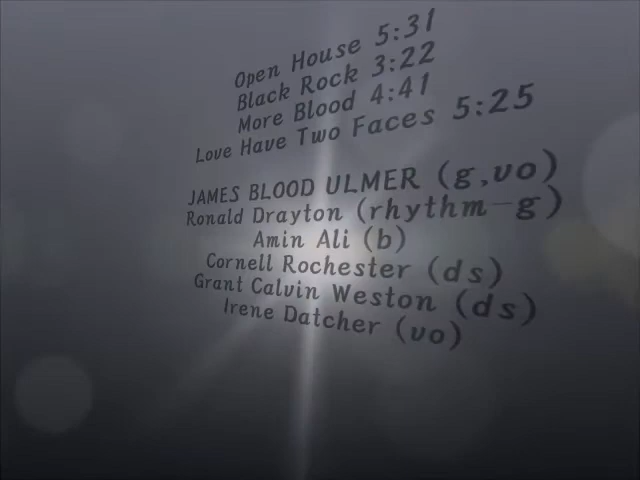 Open House 5:31
Black Rock 3:22
More Blood 4:41
Love Have Two Faces 5:25
JAMES BLOOD ULMER (g,vo)
Ronald Drayton (rhythm-g)
Amin Ali (b)
Cornell Rochester (ds)
Grant Calvin Weston (ds)
Irene Datcher (vo)